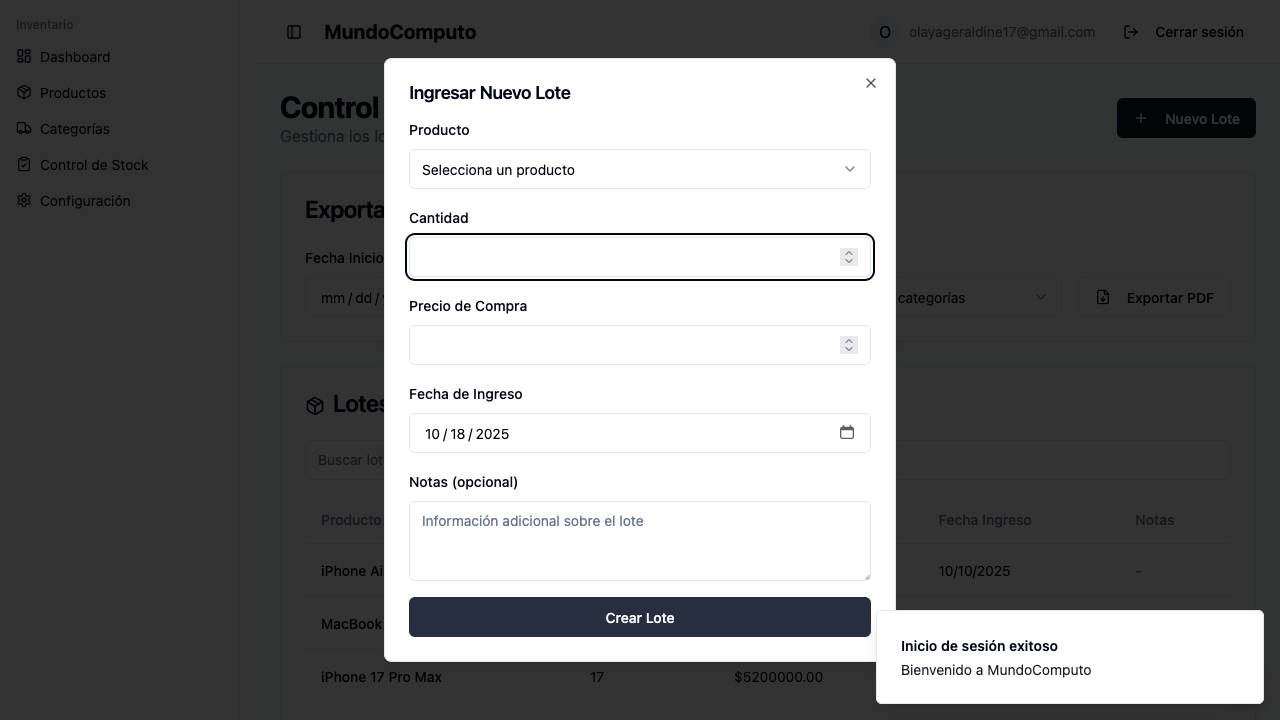 Inventario
Dashboard
Productos
Categorías
Control de Stock
Configuración
MundoComputo
O
olayageraldine17@gmail.com
Cerrar sesión
Control
Gestiona los lo
Nuevo Lote
Exporta
Fecha Inicio
mm/dd/
categorías
Exportar PDF
Lotes
Buscar lot
Producto
Fecha Ingreso
Notas
iPhone Ai
10/10/2025
-
MacBook
iPhone 17 Pro Max
17
$5200000.00
Ingresar Nuevo Lote
Producto
Selecciona un producto
Cantidad
Precio de Compra
Fecha de Ingreso
10/18/2025
Notas (opcional)
Información adicional sobre el lote
Crear Lote
Inicio de sesión exitoso
Bienvenido a MundoComputo